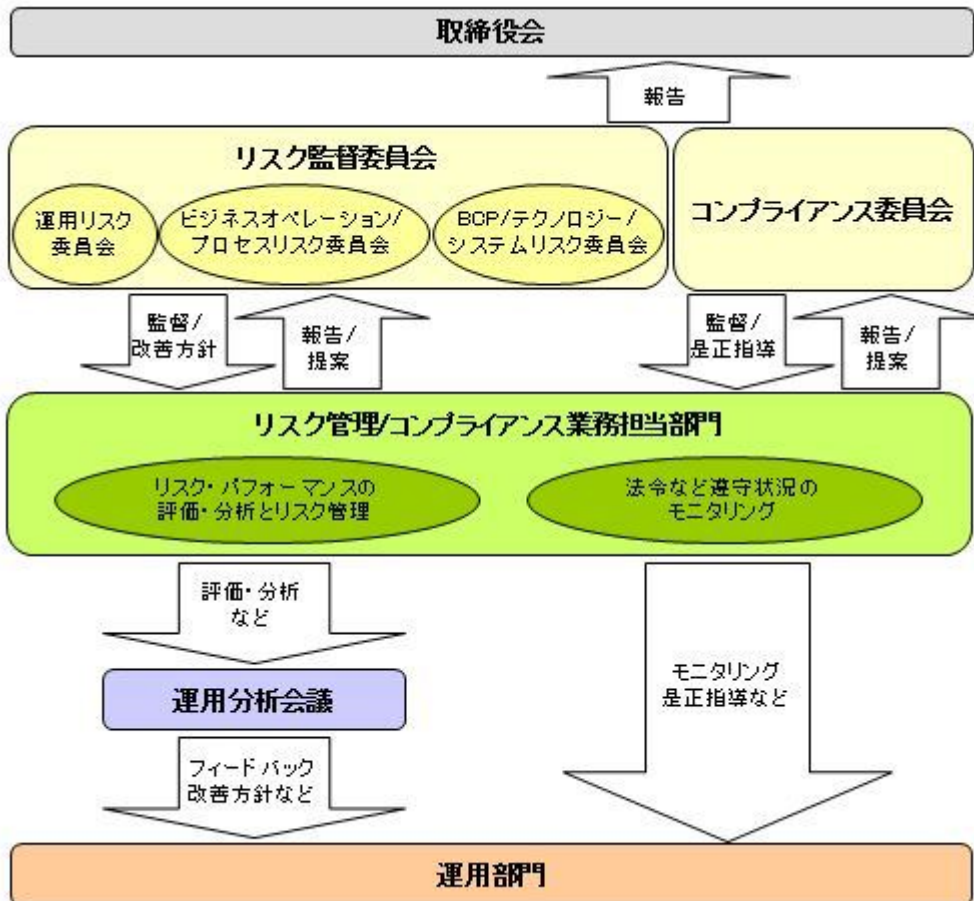 取締役会
報告
リスク監督委員会
運用リスク
委員会
ビジネスオペレーション/
プロセスリスク委員会
BCP/テクノロジー/
システムリスク委員会
コンプライアンス委員会
監督/
改善方針
報告/
提案
監督/
是正指導
報告/
提案
リスク管理/コンプライアンス業務担当部門
リスク・パフォーマンスの
評価・分析とリスク管理
法令など遵守状況の
モニタリング
評価・分析
など
運用分析会議
フィードバック
改善方針など
モニタリング
是正指導など
運用部門